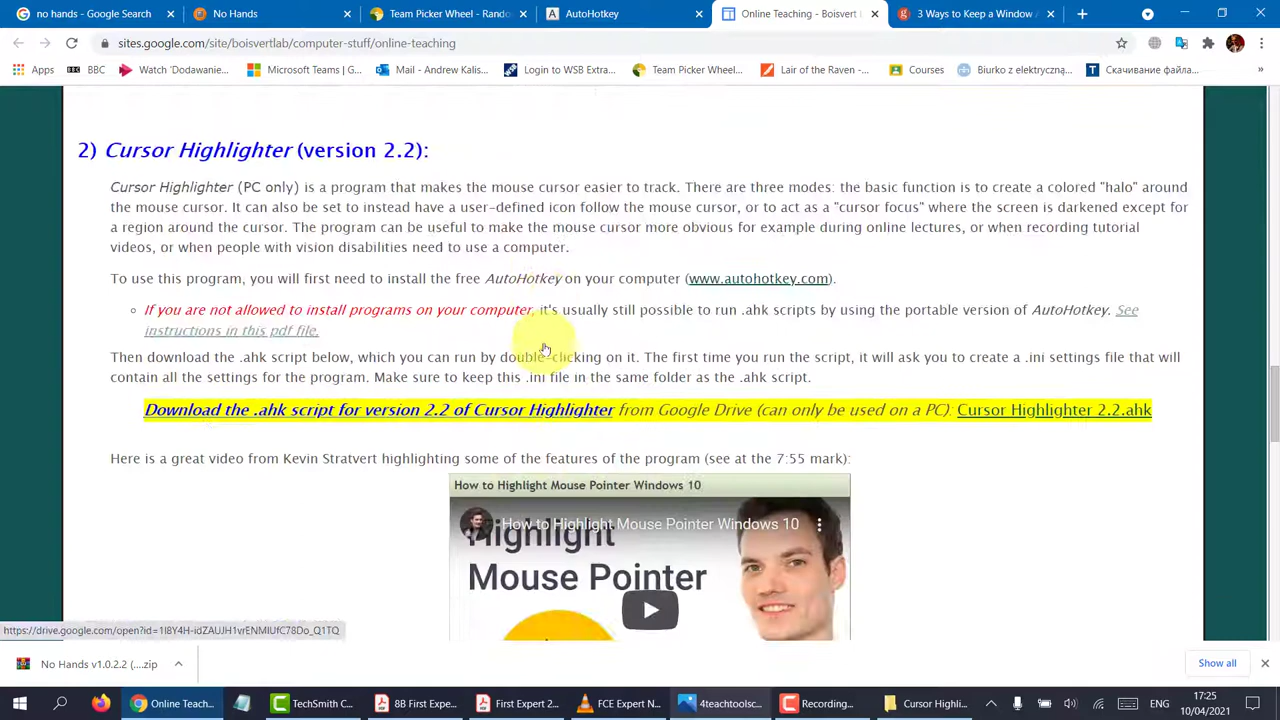 no hands - Google Search
No Hands
Team Picker Wheel - Rando
AutoHotkey
Online Teaching - Boisvert L
3 Ways to Keep a Window A
sites.google.com/site/boisvertlab/computer-stuff/online-teaching
Apps
BBC
Watch 'Dodawanie...
Microsoft Teams | G...
Mail - Andrew Kalis...
Login to WSB Extra...
Team Picker Wheel...
Lair of the Raven -...
Courses
Biurko z elektryczną...
Скачивание файла...
2) Cursor Highlighter (version 2.2):
Cursor Highlighter (PC only) is a program that makes the mouse cursor easier to track. There are three modes: the basic function is to create a colored "halo" around
the mouse cursor. It can also be set to instead have a user-defined icon follow the mouse cursor, or to act as a "cursor focus" where the screen is darkened except for
a region around the cursor. The program can be useful to make the mouse cursor more obvious for example during online lectures, or when recording tutorial
videos, or when people with vision disabilities need to use a computer.
To use this program, you will first need to install the free AutoHotkey on your computer (www.autohotkey.com).
If you are not allowed to install programs on your computer, it's usually still possible to run .ahk scripts by using the portable version of AutoHotkey. See
instructions in this pdf file.
Then download the .ahk script below, which you can run by double-clicking on it. The first time you run the script, it will ask you to create a .ini settings file that will
contain all the settings for the program. Make sure to keep this .ini file in the same folder as the .ahk script.
Download the .ahk script for version 2.2 of Cursor Highlighter from Google Drive (can only be used on a PC): Cursor Highlighter 2.2.ahk
Here is a great video from Kevin Stratvert highlighting some of the features of the program (see at the 7:55 mark):
How to Highlight Mouse Pointer Windows 10
How to Highlight Mouse Pointer Windows 10
Highlight
Mouse Pointer
https://drive.google.com/open?id=1I8Y4H-idZAUJH1vrENMIUfC78Do_Q1TQ
No Hands v1.0.2.2 (....zip
Show all
Online Teac...
TechSmith C...
8B First Expe...
First Expert 2...
FCE Expert N...
4teachtoolsc...
Recording...
Cursor Highli...
ENG
17:25
10/04/2021